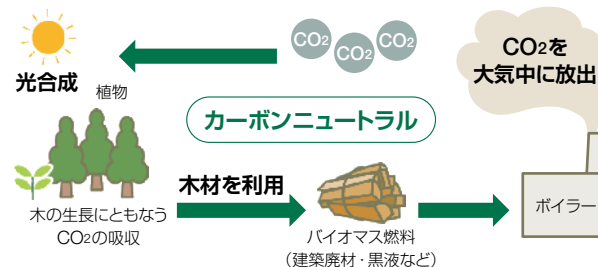 CO2 CO2 CO2
CO2を
大気中に放出
光合成
植物
カーボンニュートラル
木材を利用
木の生長にともなう
CO2の吸収
バイオマス燃料
(建築廃材・黒液など)
ボイラー